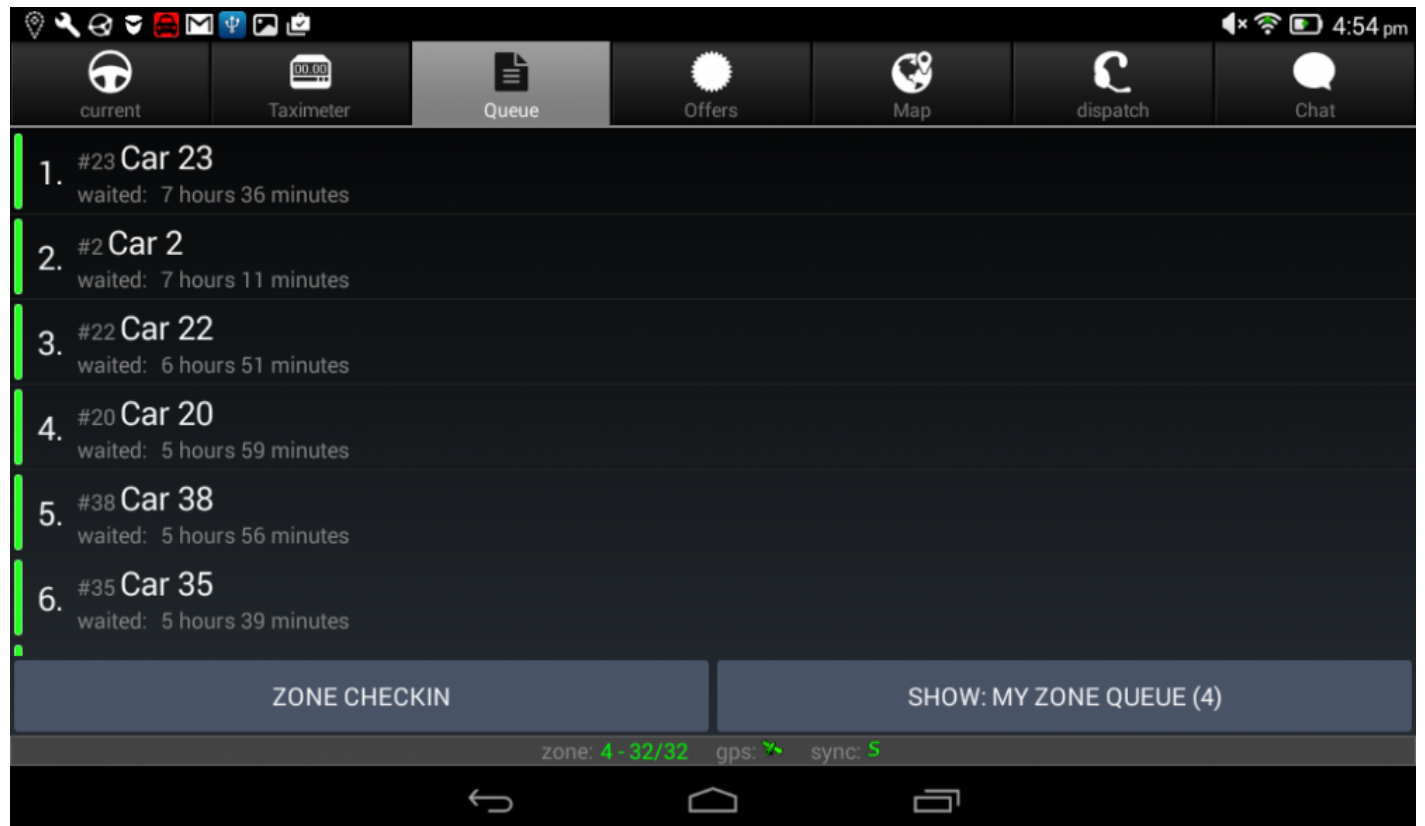 4:54 pm
current
00.00
Taximeter
Queue
Offers
Map
dispatch
Chat
1. #23 Car 23
waited: 7 hours 36 minutes
2. #2 Car 2
waited: 7 hours 11 minutes
3. #22 Car 22
waited: 6 hours 51 minutes
4. #20 Car 20
waited: 5 hours 59 minutes
5. #38 Car 38
waited: 5 hours 56 minutes
6. #35 Car 35
waited: 5 hours 39 minutes
ZONE CHECKIN
SHOW: MY ZONE QUEUE (4)
zone: 4 - 32/32 gps: sync: S